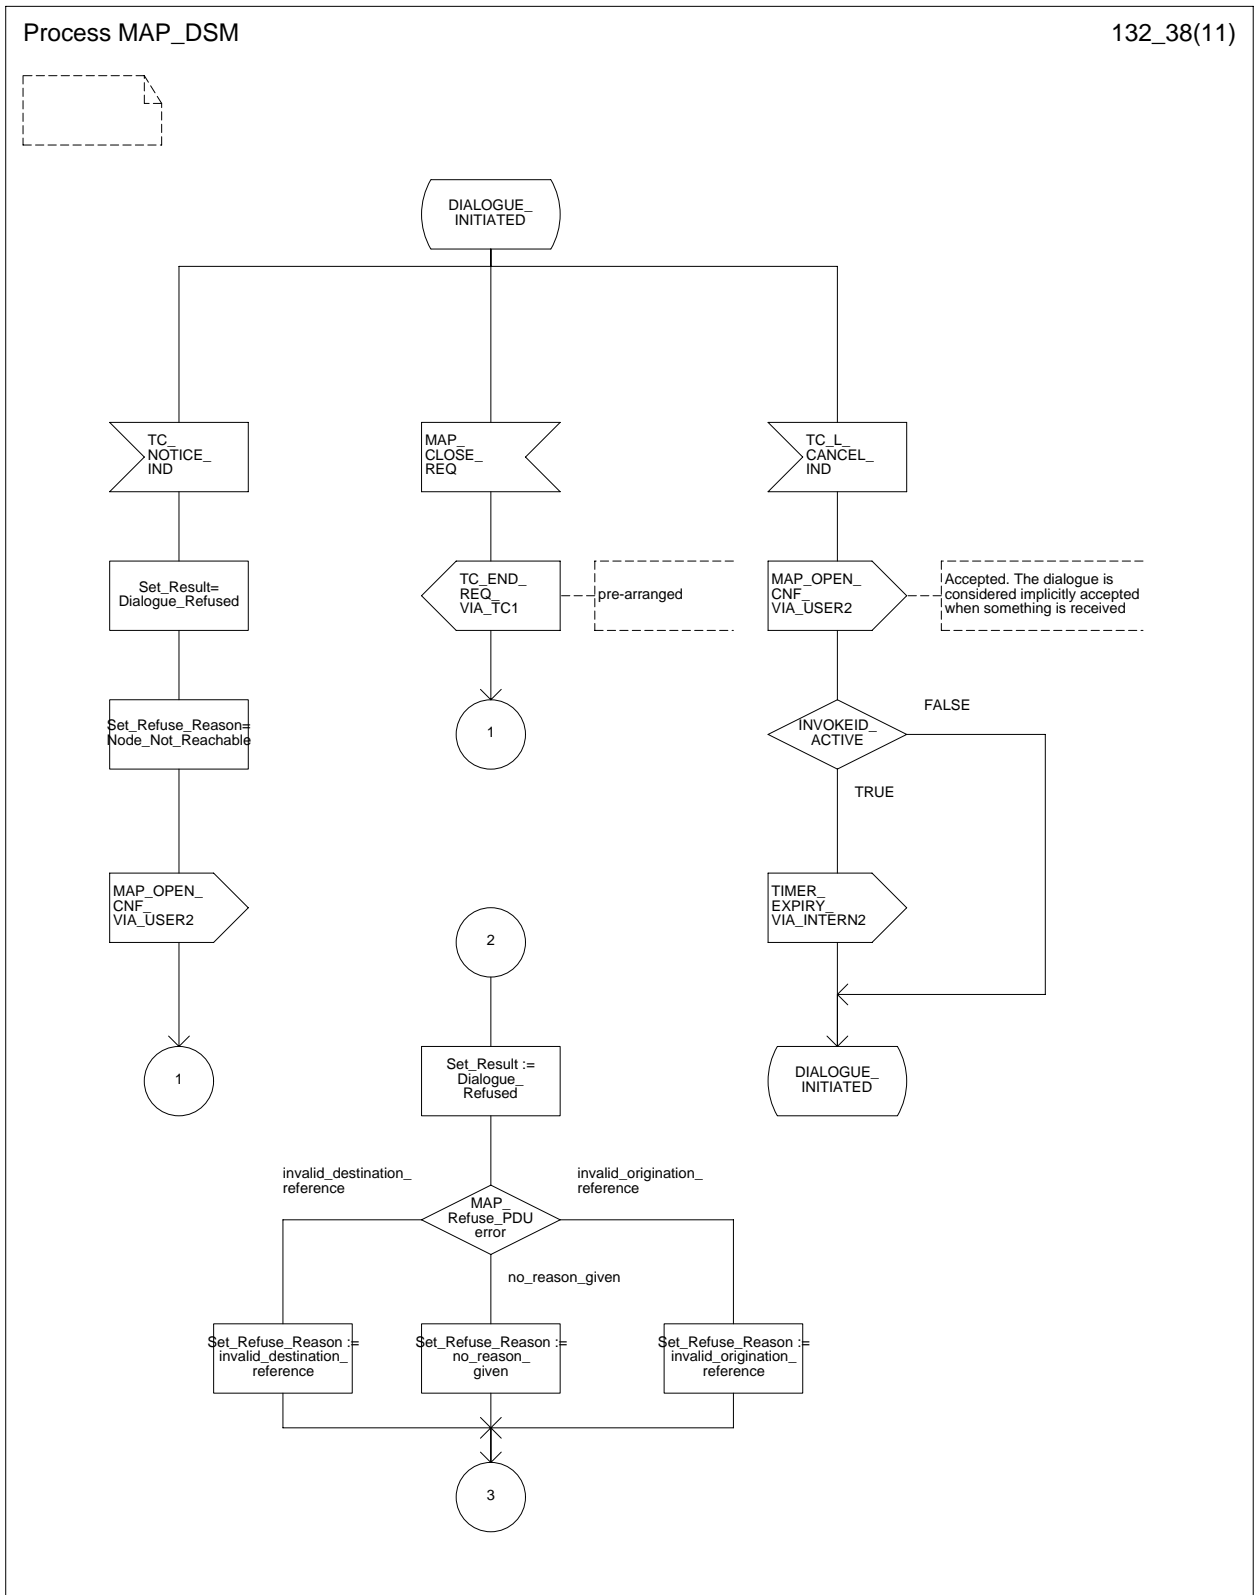 Process MAP_DSM
132_38(11)
DIALOGUE_
INITIATED
TC_
NOTICE_
IND
MAP_
CLOSE_
REQ
TC_L_
CANCEL_
IND
Set_Result=
Dialogue_Refused
TC_END_
REQ_
VIA_TC1
pre-arranged
MAP_OPEN_
CNF_
VIA_USER2
Accepted. The dialogue is
considered implicitly accepted
when something is received
Set_Refuse_Reason=
Node_Not_Reachable
1
INVOKEID_
ACTIVE
FALSE
TRUE
MAP_OPEN_
CNF_
VIA_USER2
2
TIMER_
EXPIRY_
VIA_INTERN2
1
Set_Result :=
Dialogue_
Refused
DIALOGUE_
INITIATED
invalid_destination_
reference
invalid_origination_
reference
MAP_
Refuse_PDU
error
no_reason_given
Set_Refuse_Reason :=
invalid_destination_
reference
Set_Refuse_Reason :=
no_reason_
given
Set_Refuse_Reason :=
invalid_origination_
reference
3